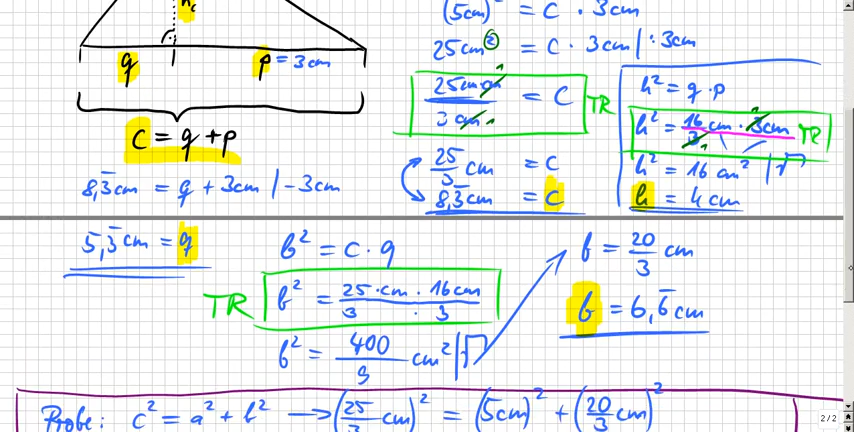 h_c
q p = 3cm
C = q + p
8,3̅ cm = q + 3cm | − 3cm
(5cm)² = C · 3cm
25cm² = C · 3cm | : 3cm
25cm · cm / 3cm = C TR
25/3 cm = C
8,3̅ cm = C
h² = q · p
h² = 16/3 cm · 3cm TR
h² = 16 cm² | √
h = 4cm
5,3̅ cm = q
b² = C · q
TR b² = 25 · cm · 16cm / 3 · 3
b² = 400/9 cm² | √
b = 20/3 cm
b = 6,6̅ cm
Probe: c² = a² + b² → (25/3 cm)² = (5cm)² + (20/3 cm)²
2/2